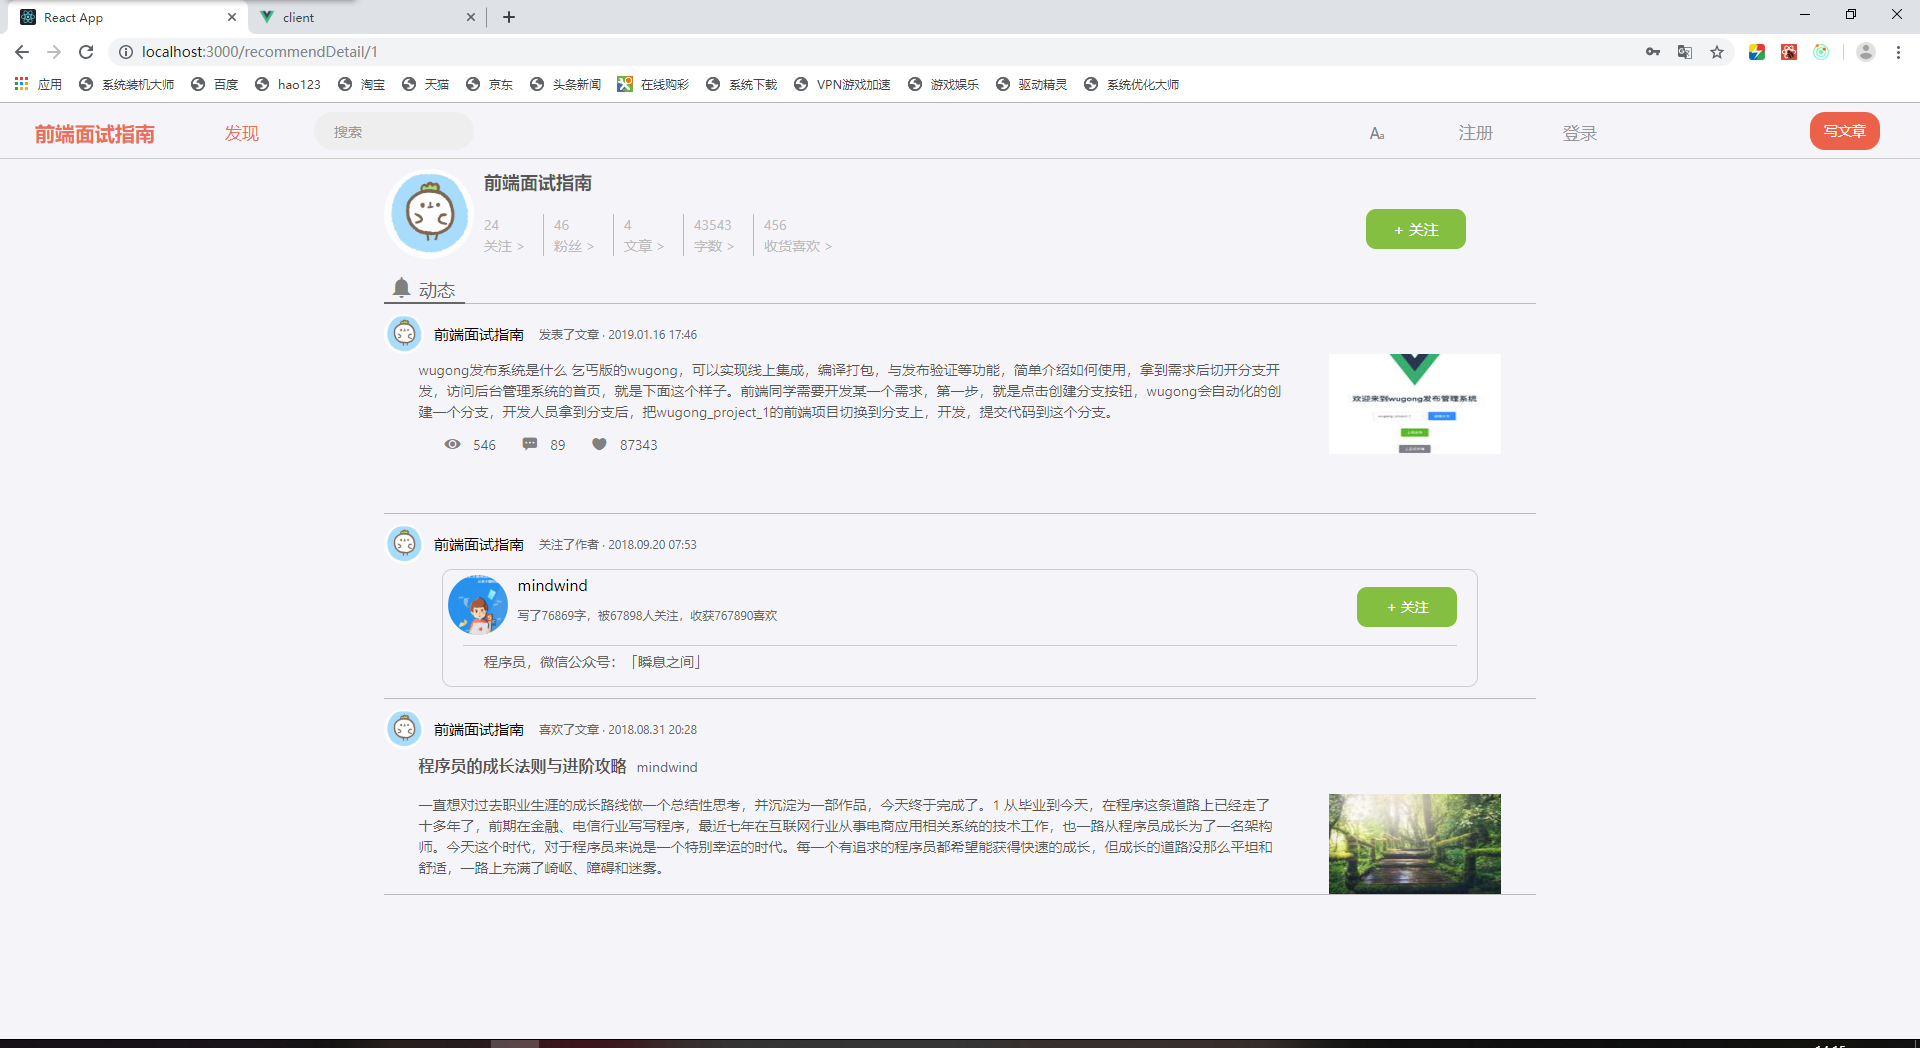 React App
client
localhost:3000/recommendDetail/1
应用 系统装机大师 百度 hao123 淘宝 天猫 京东 头条新闻 在线购彩 系统下载 VPN游戏加速 游戏娱乐 驱动精灵 系统优化大师
前端面试指南 发现 搜索 Aa 注册 登录 写文章
前端面试指南
24 46 4 43543 456
关注 > 粉丝 > 文章 > 字数 > 收货喜欢 >
+ 关注
动态
前端面试指南 发表了文章 · 2019.01.16 17:46
wugong发布系统是什么 乞丐版的wugong，可以实现线上集成，编译打包，与发布验证等功能，简单介绍如何使用，拿到需求后切开分支开
发，访问后台管理系统的首页，就是下面这个样子。前端同学需要开发某一个需求，第一步，就是点击创建分支按钮，wugong会自动化的创
建一个分支，开发人员拿到分支后，把wugong_project_1的前端项目切换到分支上，开发，提交代码到这个分支。
欢迎来到wugong发布管理系统
546 89 87343
前端面试指南 关注了作者 · 2018.09.20 07:53
mindwind
写了76869字，被67898人关注，收获767890喜欢
+ 关注
程序员，微信公众号：「瞬息之间」
前端面试指南 喜欢了文章 · 2018.08.31 20:28
程序员的成长法则与进阶攻略 mindwind
一直想对过去职业生涯的成长路线做一个总结性思考，并沉淀为一部作品，今天终于完成了。1 从毕业到今天，在程序这条道路上已经走了
十多年了，前期在金融、电信行业写写程序，最近七年在互联网行业从事电商应用相关系统的技术工作，也一路从程序员成长为了一名架构
师。今天这个时代，对于程序员来说是一个特别幸运的时代。每一个有追求的程序员都希望能获得快速的成长，但成长的道路没那么平坦和
舒适，一路上充满了崎岖、障碍和迷雾。